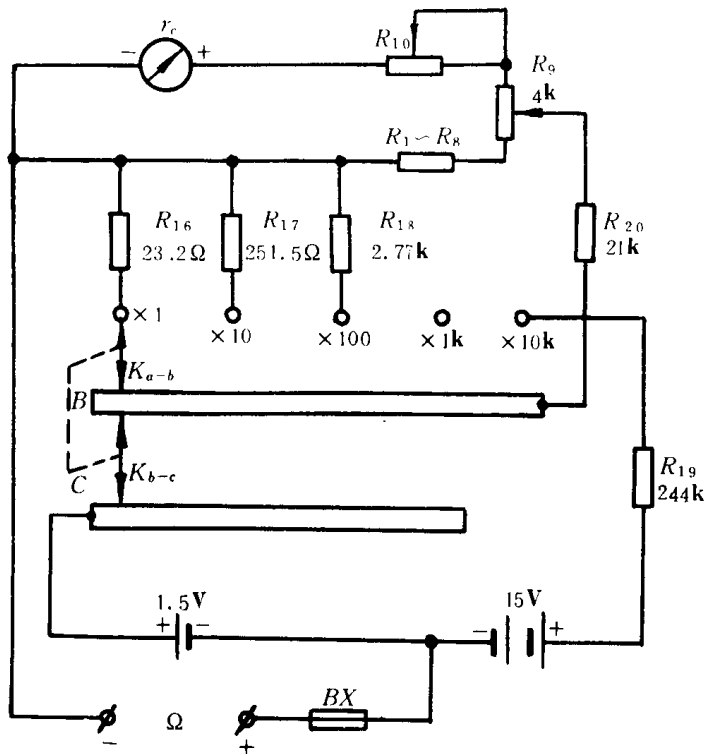 r_c
- +
R_10
R_9
4k
R_1~R_8
R_16
23.2Ω
R_17
251.5Ω
R_18
2.77k
R_20
21k
×1
×10
×100
×1k
×10k
K_a-b
B
C
K_b-c
R_19
244k
1.5V
+ -
15V
- +
BX
Ω
- +